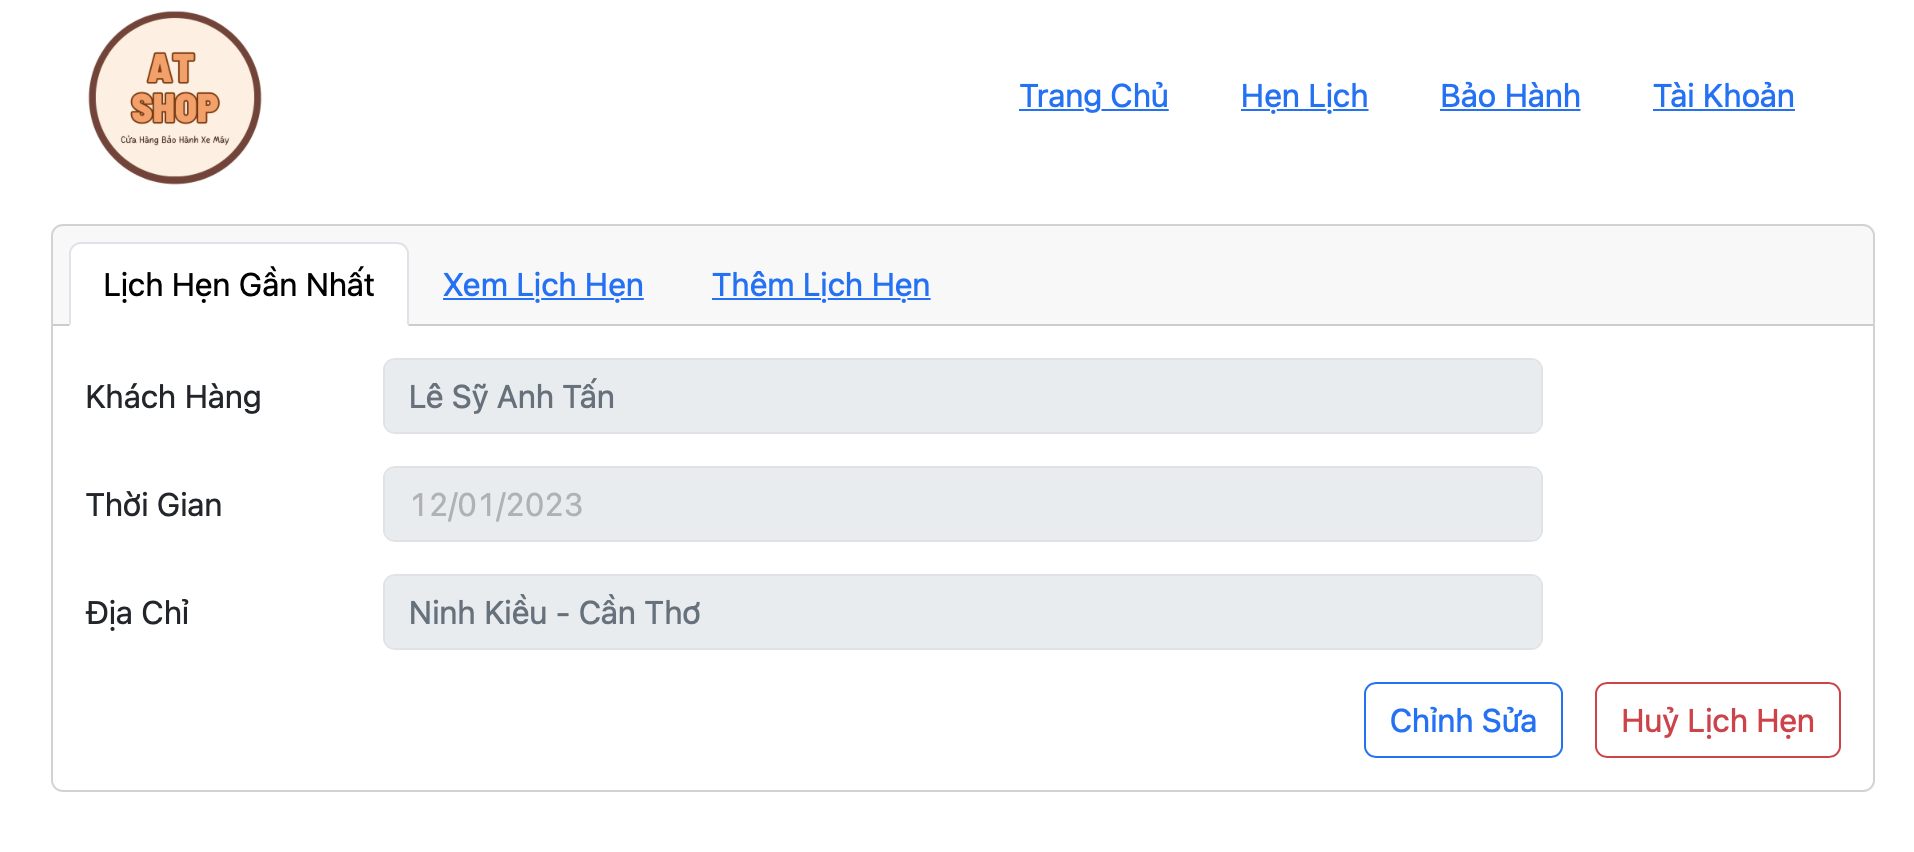 AT
SHOP
Cửa Hàng Bảo Hành Xe Máy
Trang Chủ Hẹn Lịch Bảo Hành Tài Khoản
Lịch Hẹn Gần Nhất Xem Lịch Hẹn Thêm Lịch Hẹn
Khách Hàng Lê Sỹ Anh Tấn
Thời Gian 12/01/2023
Địa Chỉ Ninh Kiều - Cần Thơ
Chỉnh Sửa Huỷ Lịch Hẹn